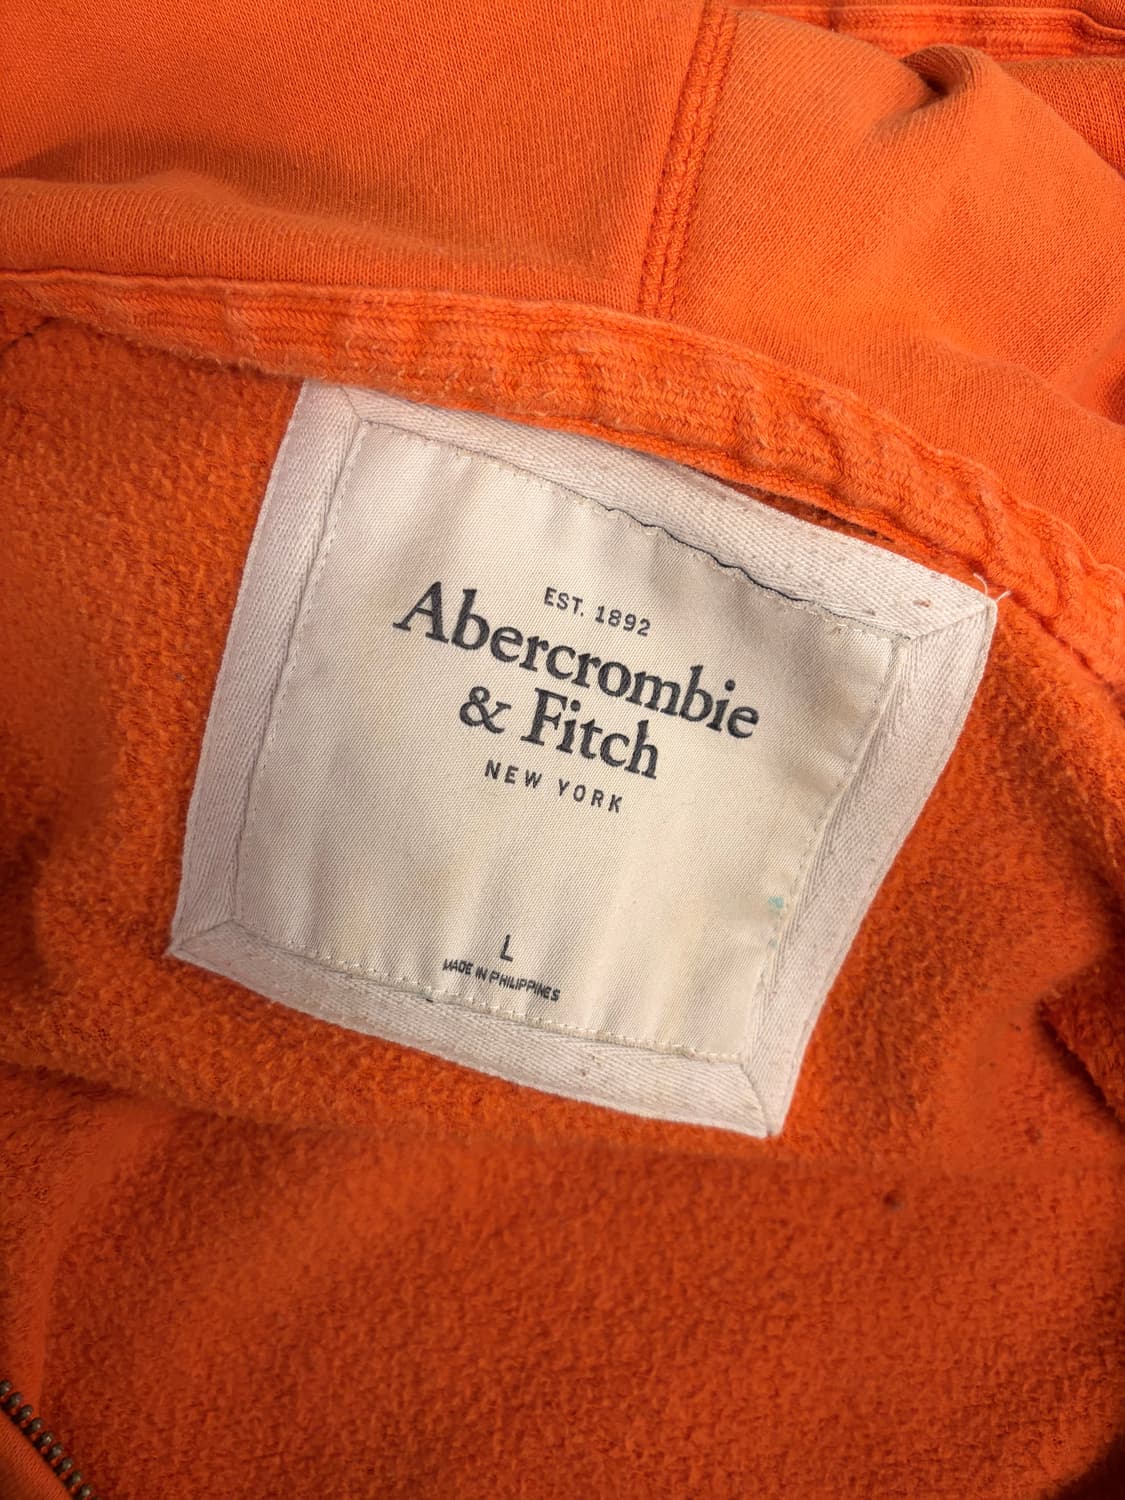 EST. 1892
Abercrombie
& Fitch
NEW YORK
L
MADE IN PHILIPPINES